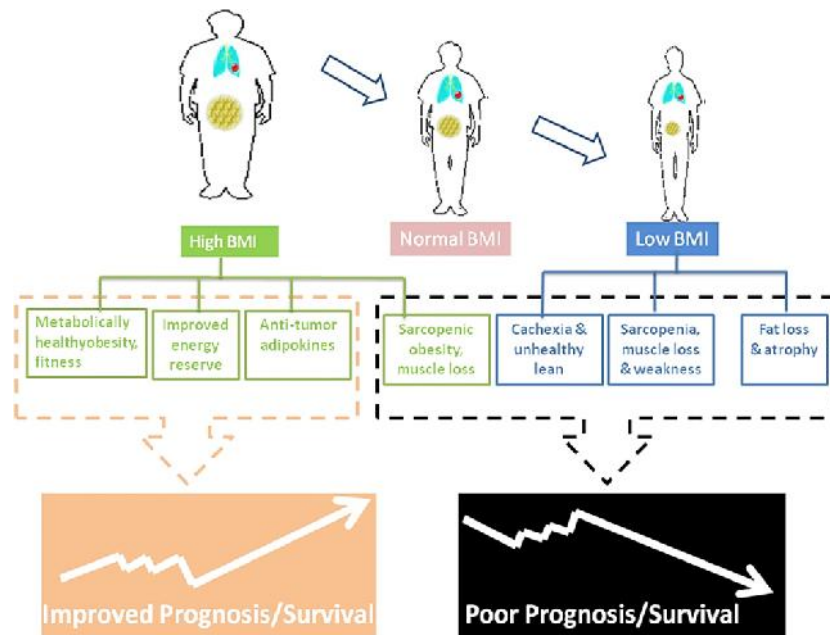 High BMI
Normal BMI
Low BMI
Metabolically
healthyobesity,
fitness
Improved
energy
reserve
Anti-tumor
adipokines
Sarcopenic
obesity,
muscle loss
Cachexia &
unhealthy
lean
Sarcopenia,
muscle loss
& weakness
Fat loss
& atrophy
Improved Prognosis/Survival
Poor Prognosis/Survival